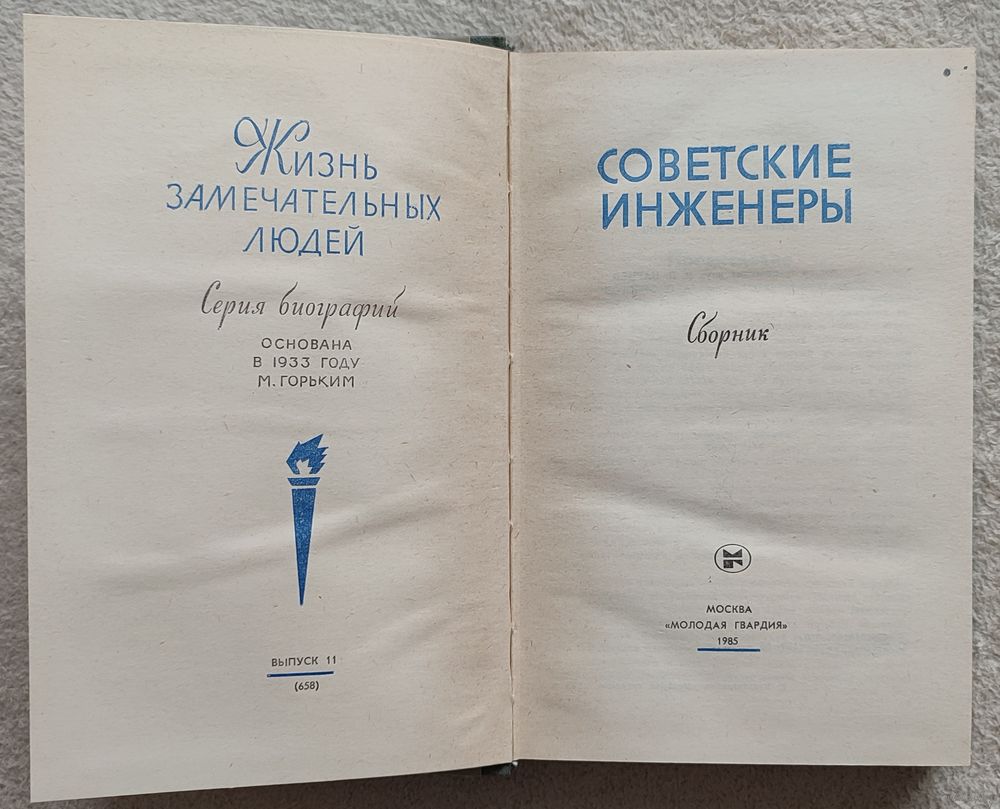 Жизнь
ЗАМЕЧАТЕЛЬНЫХ
ЛЮДЕЙ
Серия биографий
ОСНОВАНА
В 1933 ГОДУ
М. ГОРЬКИМ
ВЫПУСК 11
(658)
СОВЕТСКИЕ
ИНЖЕНЕРЫ
Сборник
МОСКВА
«МОЛОДАЯ ГВАРДИЯ»
1985